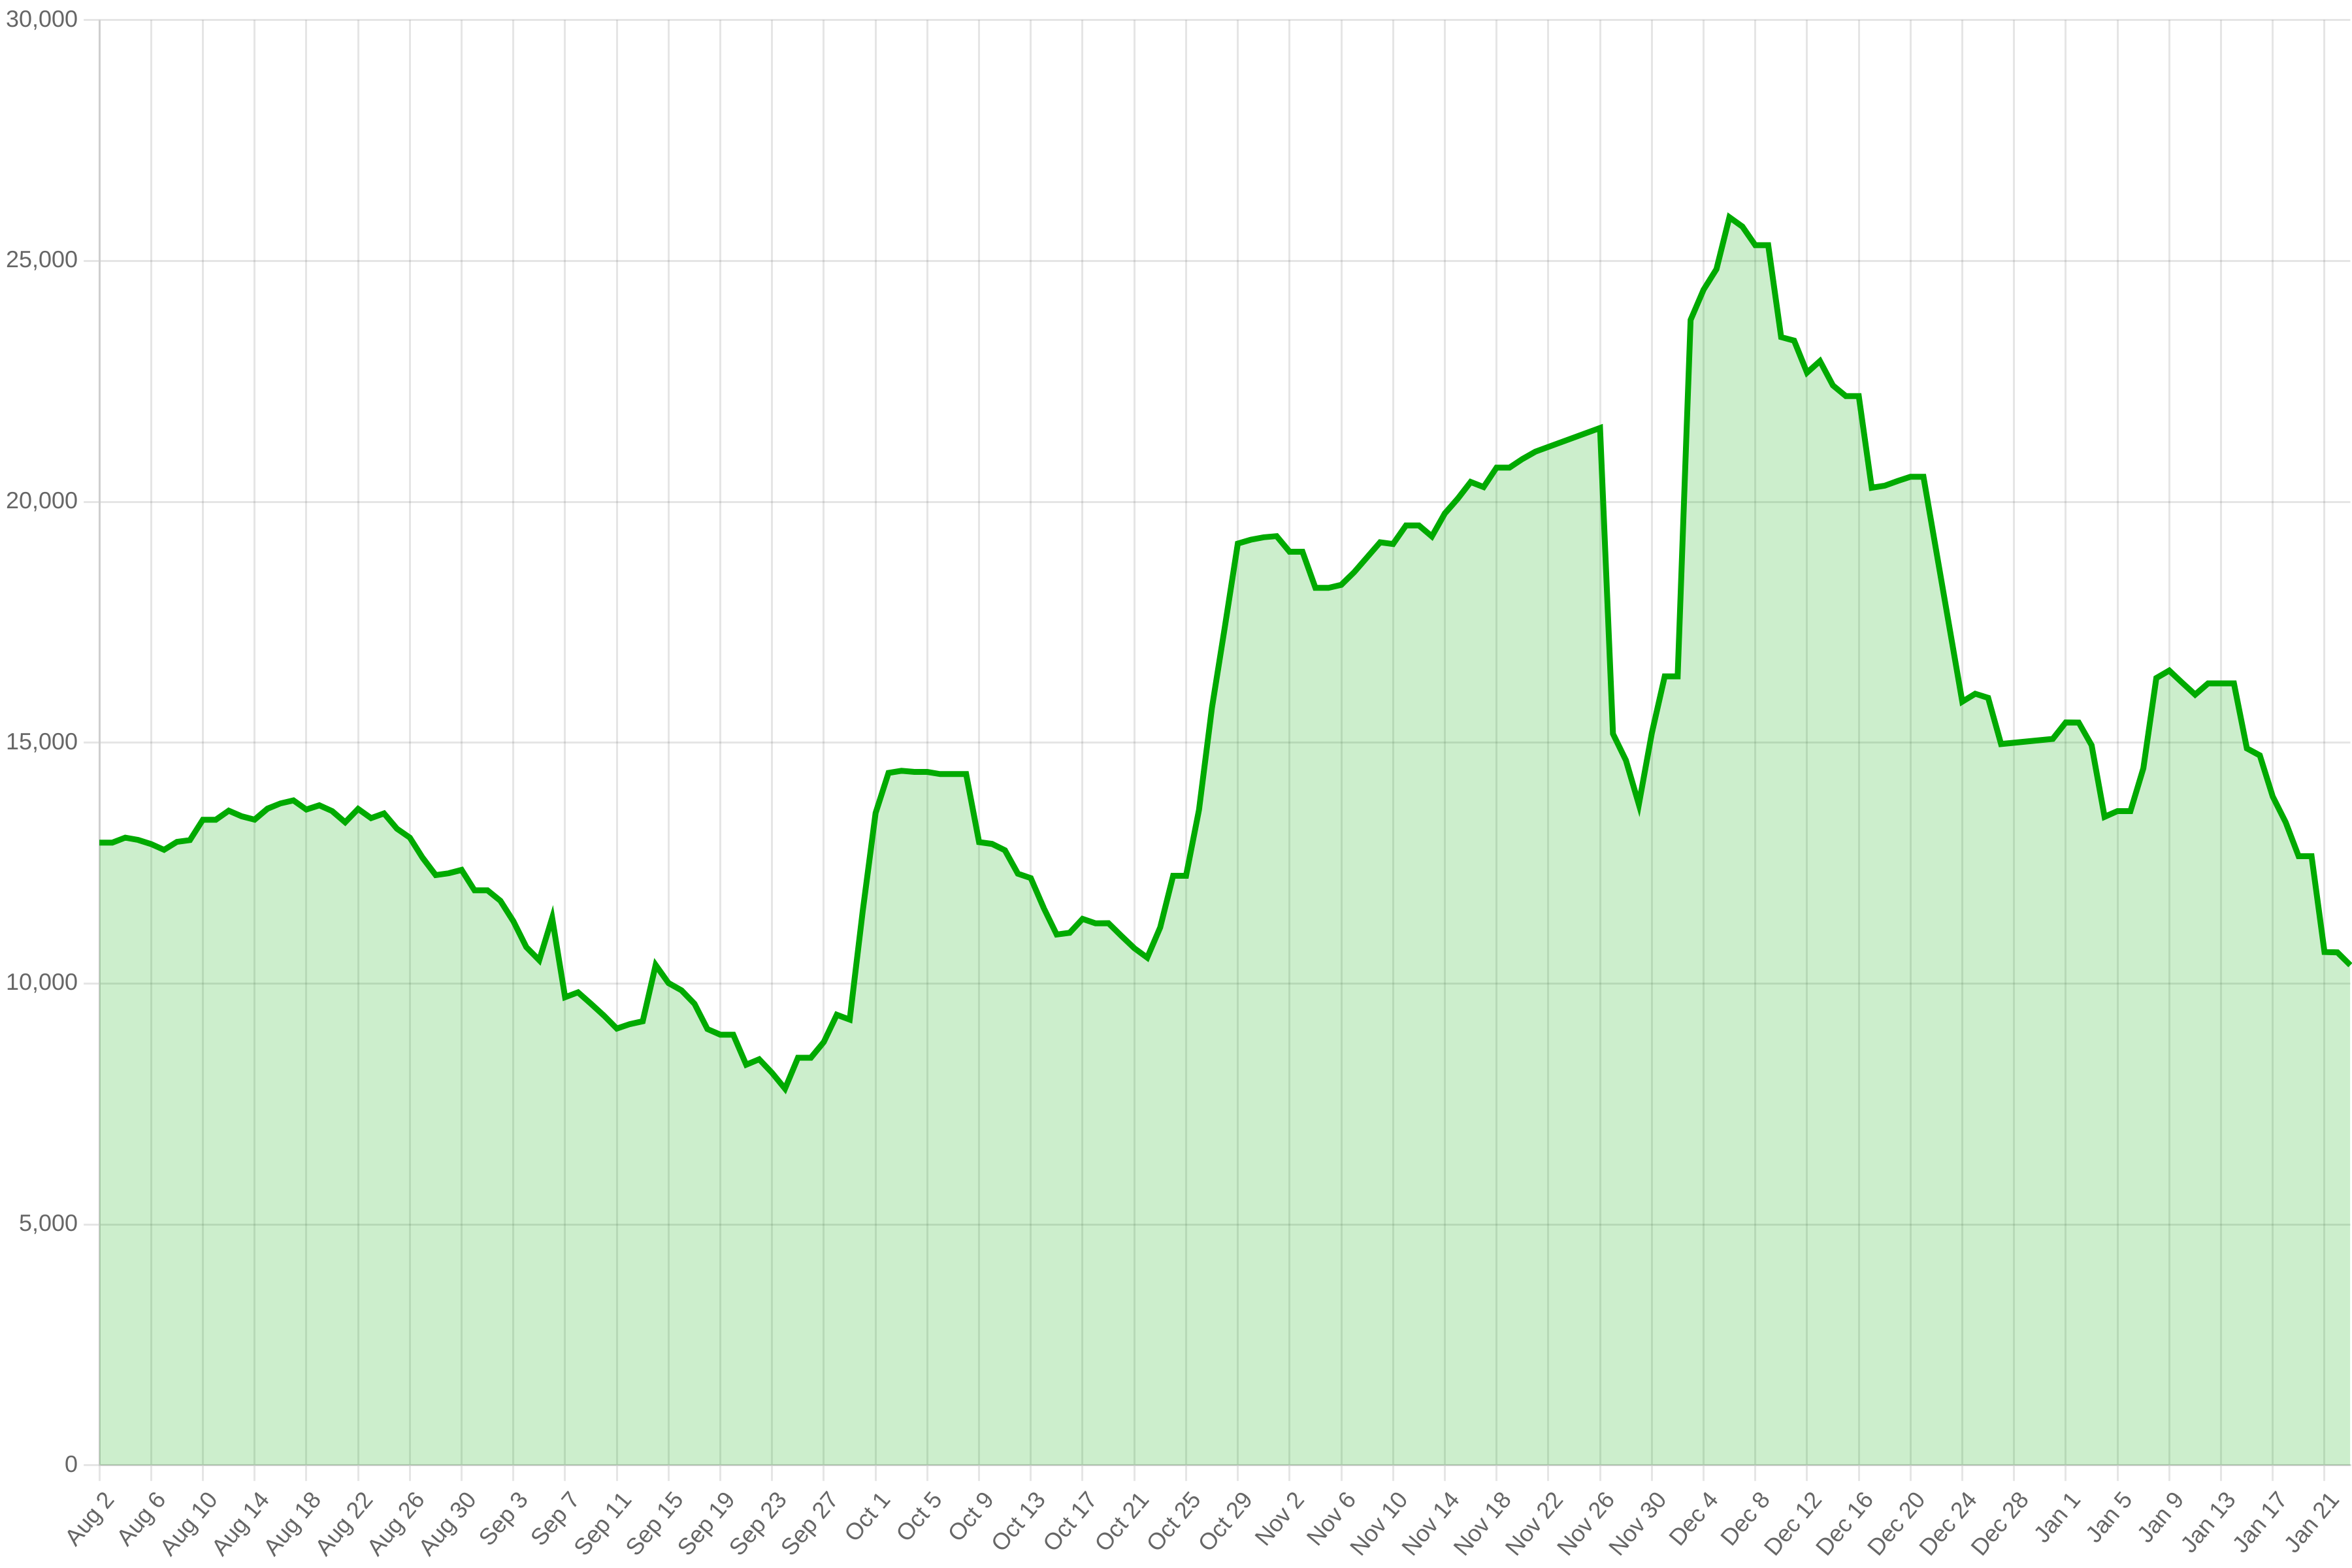 30,000
25,000
20,000
15,000
10,000
5,000
0
Aug 2
Aug 6
Aug 10
Aug 14
Aug 18
Aug 22
Aug 26
Aug 30
Sep 3
Sep 7
Sep 11
Sep 15
Sep 19
Sep 23
Sep 27
Oct 1
Oct 5
Oct 9
Oct 13
Oct 17
Oct 21
Oct 25
Oct 29
Nov 2
Nov 6
Nov 10
Nov 14
Nov 18
Nov 22
Nov 26
Nov 30
Dec 4
Dec 8
Dec 12
Dec 16
Dec 20
Dec 24
Dec 28
Jan 1
Jan 5
Jan 9
Jan 13
Jan 17
Jan 21